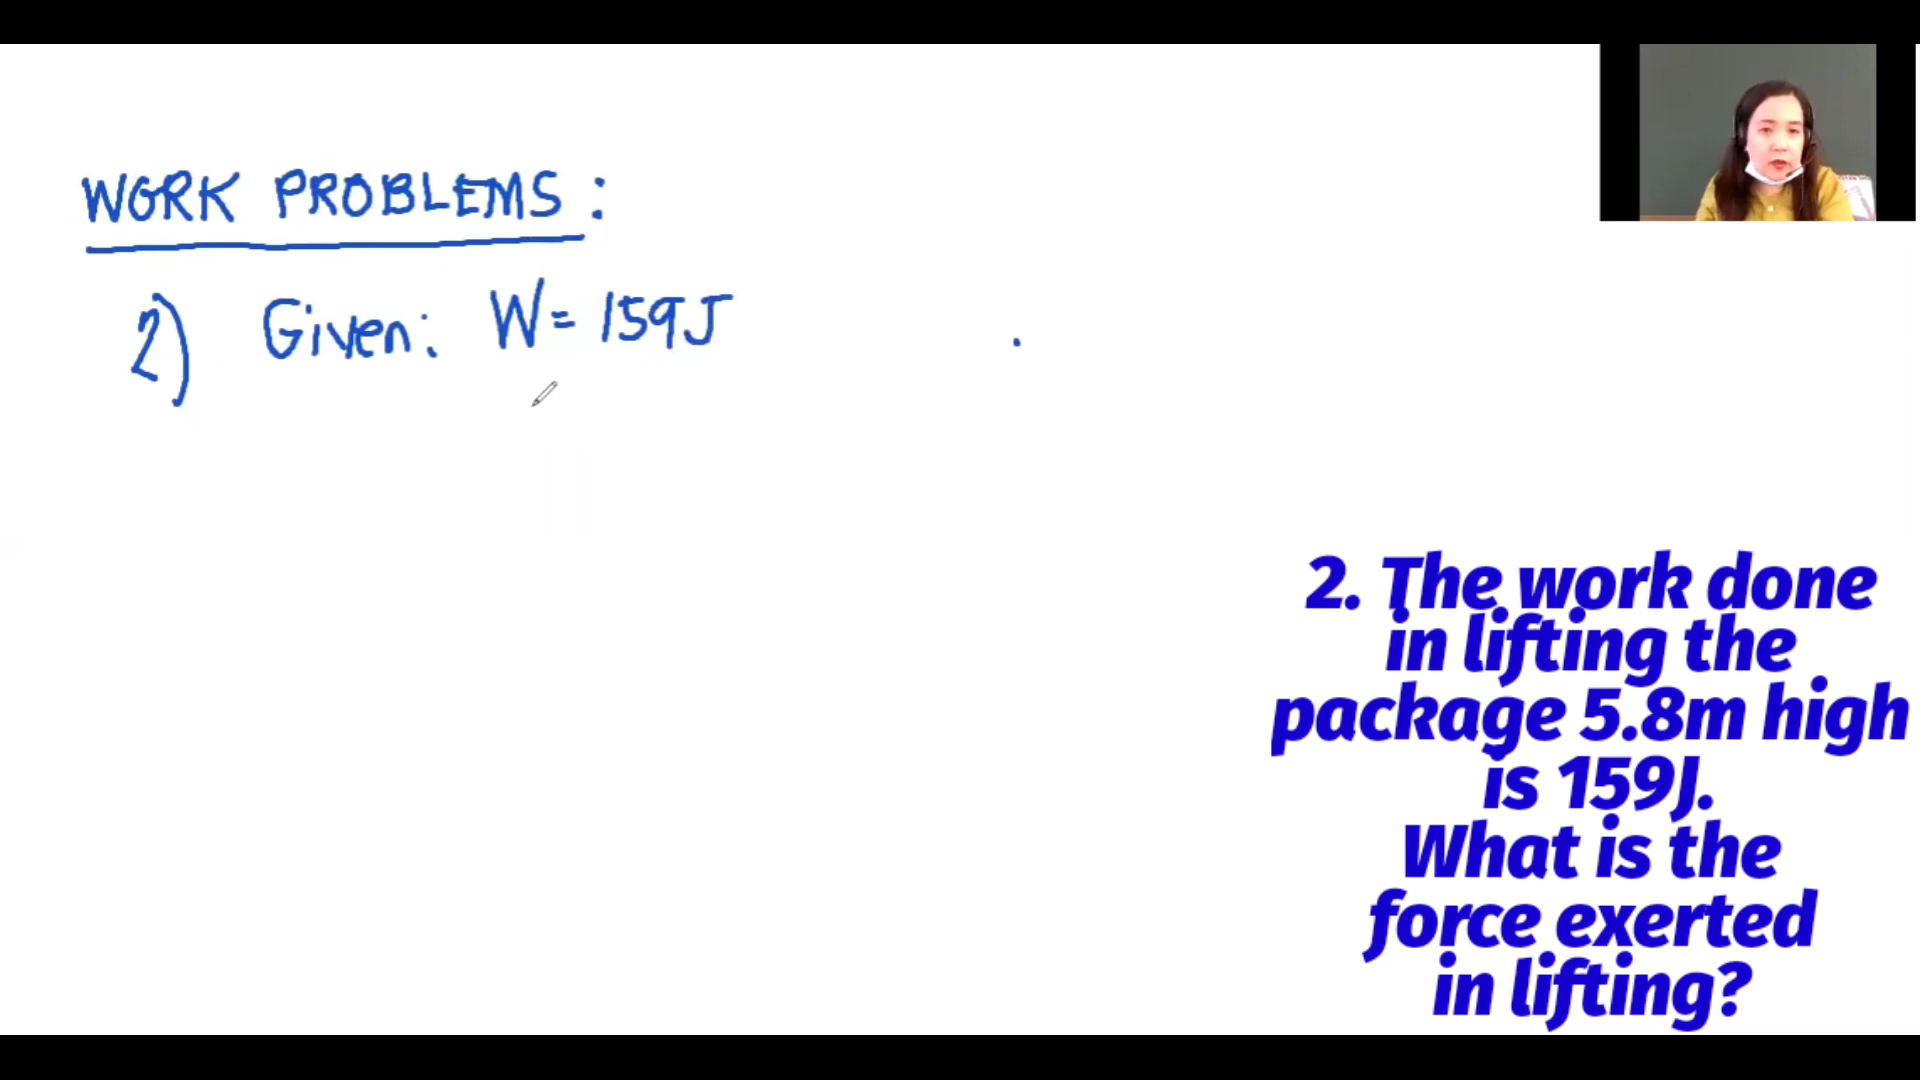 WORK PROBLEMS:
2) Given: W = 159J
2. The work done
in lifting the
package 5.8m high
is 159J.
What is the
force exerted
in lifting?